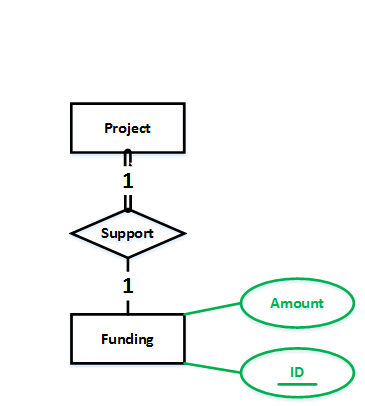 Project
1
Support
1
Amount
Funding
ID